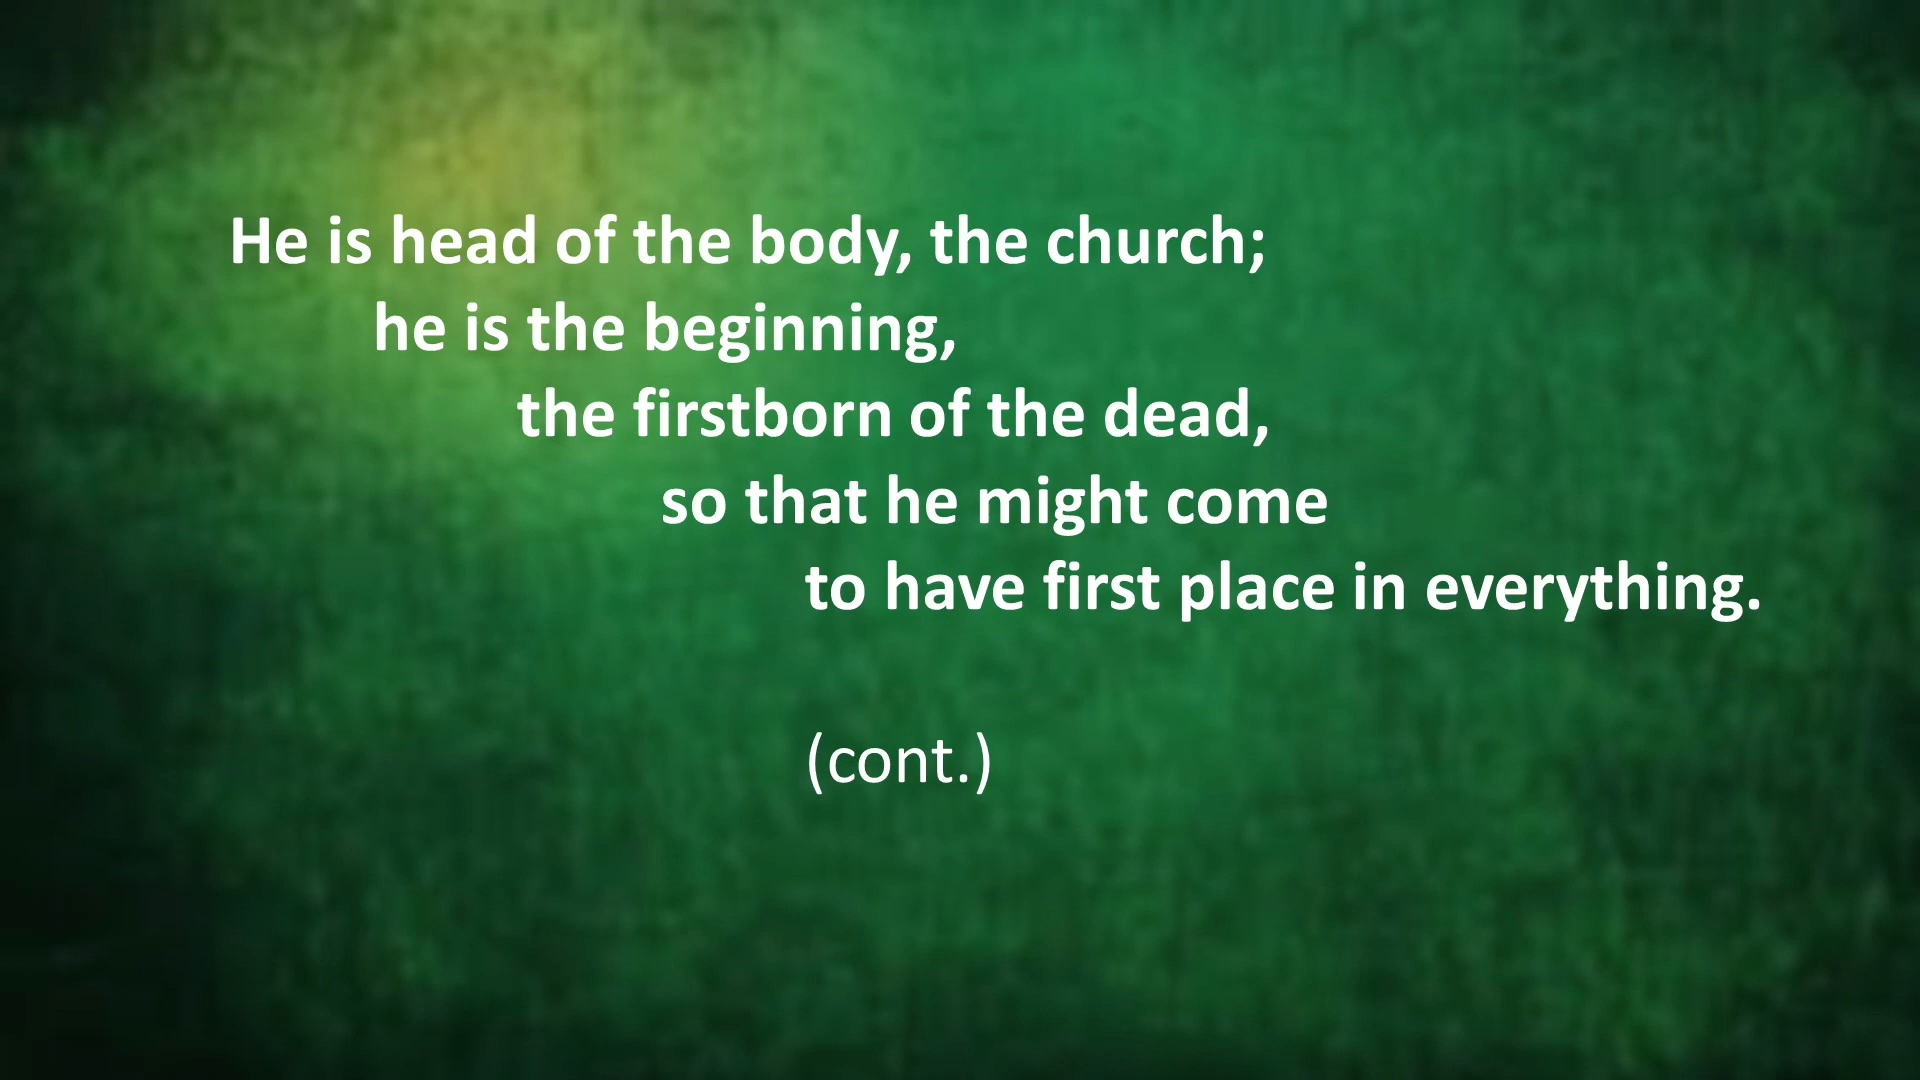 He is head of the body, the church;
he is the beginning,
the firstborn of the dead,
so that he might come
to have first place in everything.
(cont.)